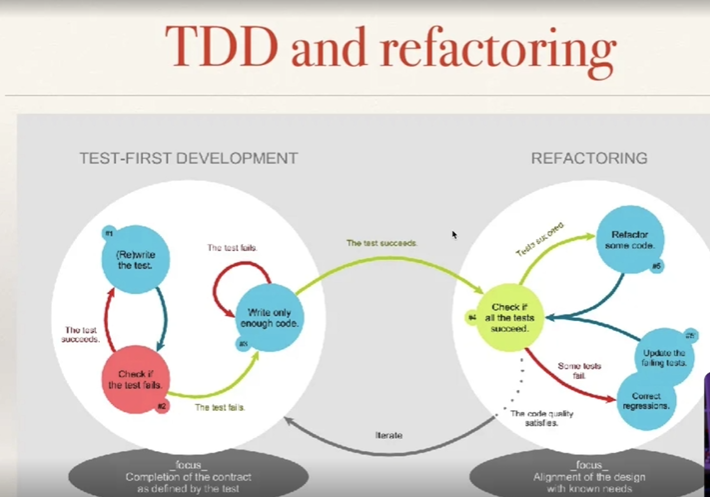 TDD and refactoring
TEST-FIRST DEVELOPMENT
REFACTORING
#1
(Re)write
the test.
The test
succeeds.
Check if
the test fails.
#2
The test fails.
The test fails.
Write only
enough code.
#3
The test succeeds.
Tests succeed
Refactor
some code.
#5
#4
Check if
all the tests
succeed.
Some tests
fail.
Update the
failing tests.
Correct
regressions.
The code quality
satisfies.
Iterate
_focus_
Completion of the contract
as defined by the test
_focus_
Alignment of the design
with known needs